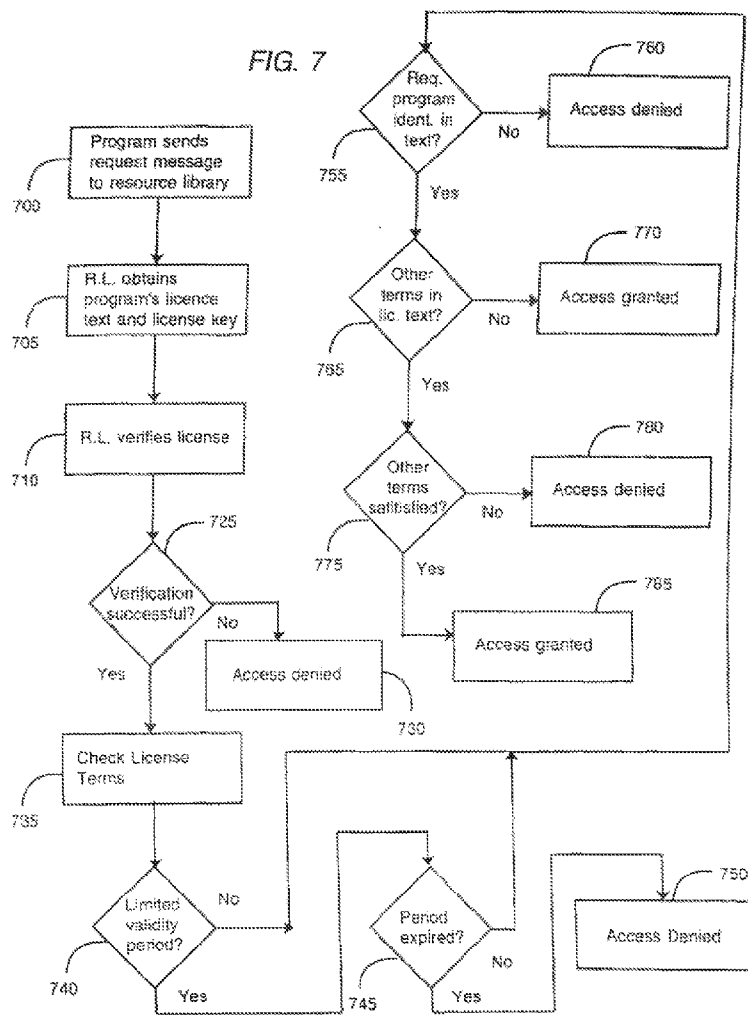 FIG. 7
Program sends
request message
to resource library
700
R.L. obtains
program's licence
text and license key
705
R.L. verifies license
710
725
Verification
successful?
No
Yes
Access denied
730
Check License
Terms
735
Limited
validity
period?
No
740
Yes
Period
expired?
No
745
Yes
750
Access Denied
Req.
program
ident. in
text?
No
755
Yes
760
Access denied
Other
terms in
lic. text?
No
765
Yes
770
Access granted
Other
terms
satitisfied?
No
775
Yes
780
Access denied
785
Access granted